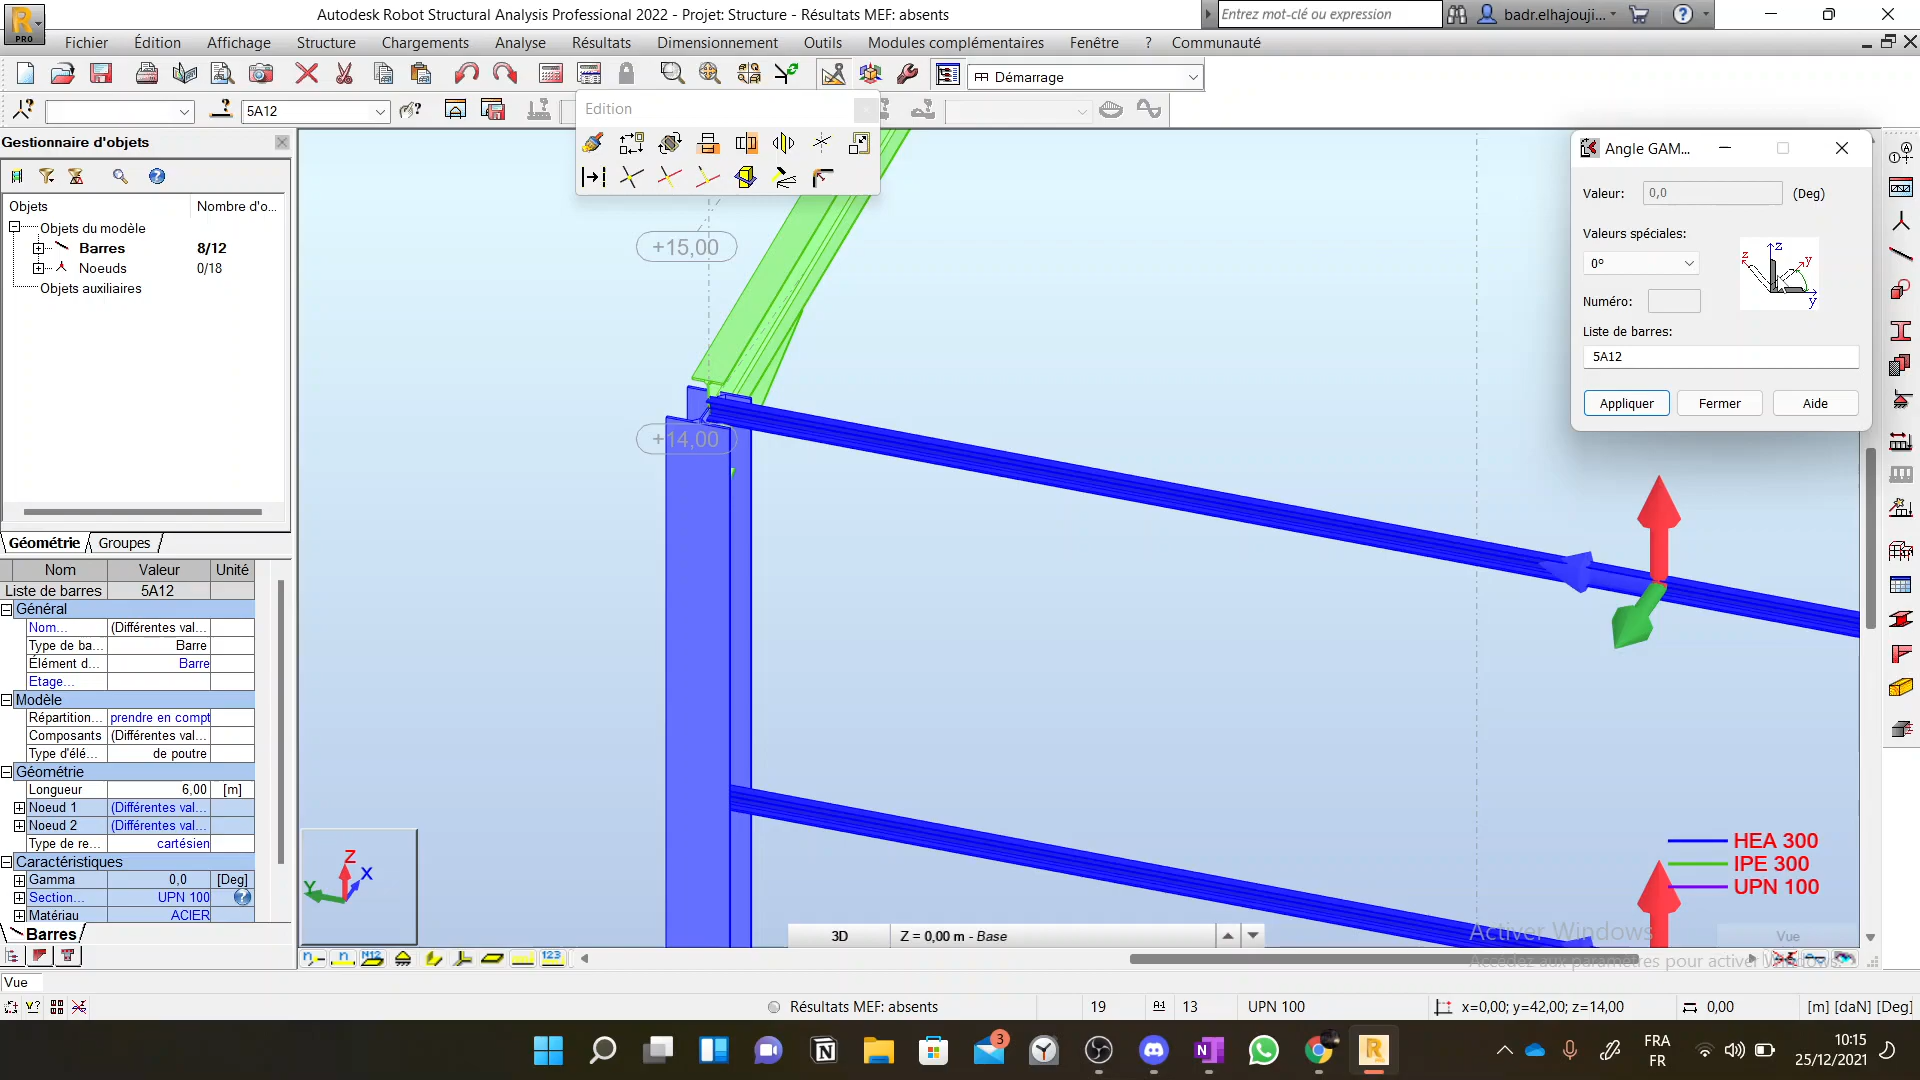 Autodesk Robot Structural Analysis Professional 2022 - Projet: Structure - Résultats MEF: absents
Entrez mot-clé ou expression
badr.elhajouji...
R
PRO
Fichier Édition Affichage Structure Chargements Analyse Résultats Dimensionnement Outils Modules complémentaires Fenêtre ? Communauté
Démarrage
5A12
Edition
Gestionnaire d'objets
Objets Nombre d'o...
Objets du modèle
Barres 8/12
Noeuds 0/18
Objets auxiliaires
Géométrie Groupes
Nom Valeur Unité
Liste de barres 5A12
Général
Nom... (Différentes val...
Type de ba... Barre
Élément d... Barre
Etage...
Modèle
Répartition... prendre en compt
Composants (Différentes val...
Type d'élé... de poutre
Géométrie
Longueur 6,00 [m]
Noeud 1 (Différentes val...
Noeud 2 (Différentes val...
Type de re... cartésien
Caractéristiques
Gamma 0,0 [Deg]
Section... UPN 100
Matériau ACIER
Barres
+15,00
+14,00
Angle GAM...
Valeur: 0,0 (Deg)
Valeurs spéciales:
0º
z z y y
Numéro:
Liste de barres:
5A12
Appliquer Fermer Aide
HEA 300
IPE 300
UPN 100
Z X Y
3D Z = 0,00 m - Base
Activer Windows
Accédez aux paramètres pour activer Windows.
Vue
Vue
Résultats MEF: absents 19 13 UPN 100 x=0,00; y=42,00; z=14,00 0,00 [m] [daN] [Deg]
3
FRA
FR
10:15
25/12/2021